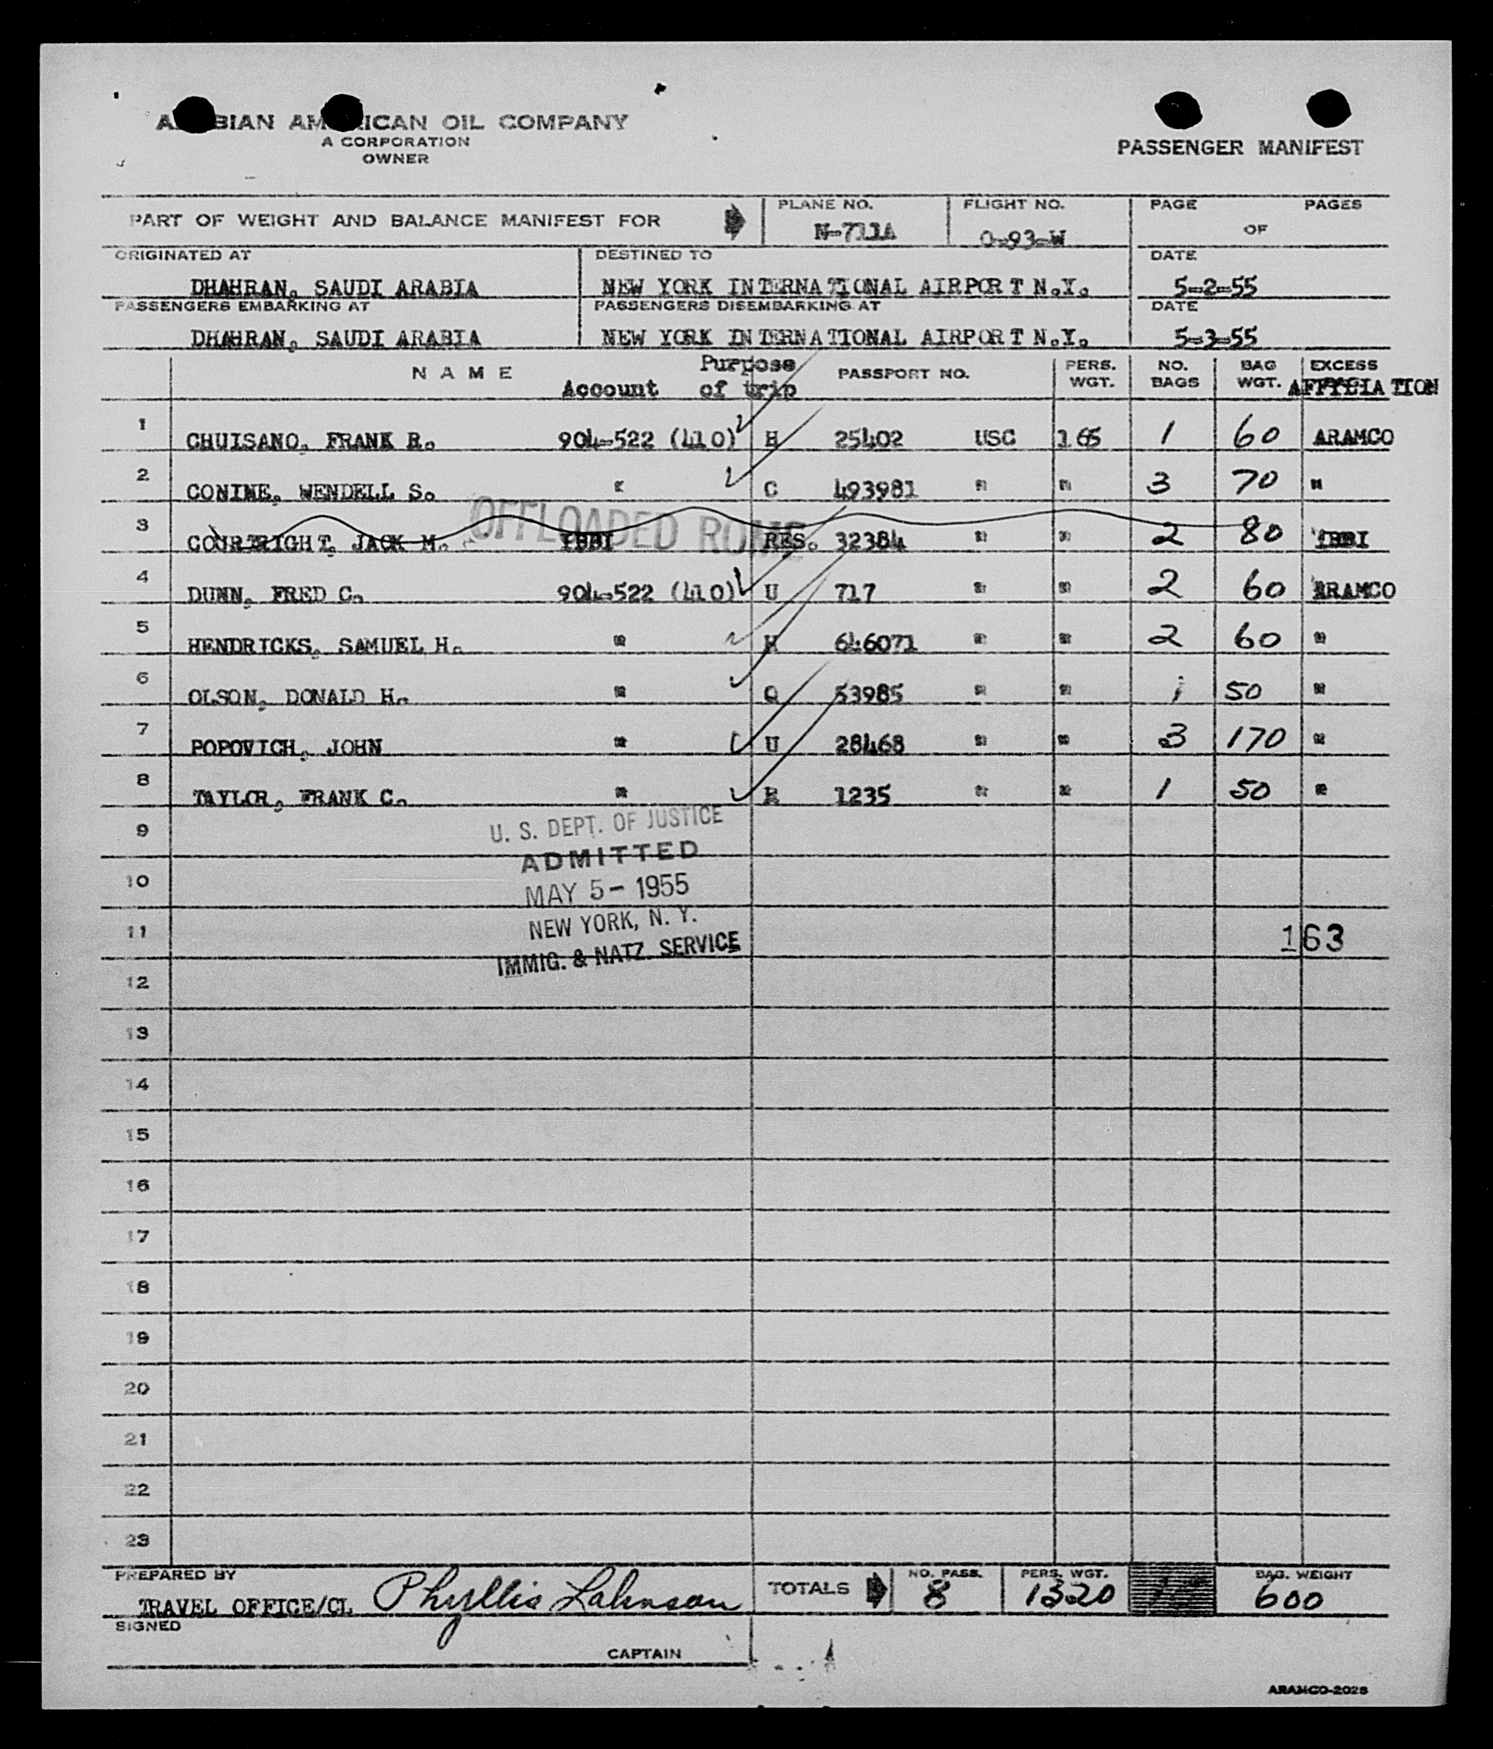 ARABIAN AMERICAN OIL COMPANY
A CORPORATION
OWNER
PASSENGER MANIFEST
PART OF WEIGHT AND BALANCE MANIFEST FOR
PLANE NO. N-711A
FLIGHT NO. O-93-W
PAGE OF PAGES
ORIGINATED AT DHAHRAN, SAUDI ARABIA
DESTINED TO NEW YORK INTERNATIONAL AIRPORT N.Y.
DATE 5-2-55
PASSENGERS EMBARKING AT DHAHRAN, SAUDI ARABIA
PASSENGERS DISEMBARKING AT NEW YORK INTERNATIONAL AIRPORT N.Y.
DATE 5-3-55
NAME Account Purpose of trip PASSPORT NO. PERS. WGT. NO. BAGS BAG WGT. EXCESS AFFILIATION
1 CHUISANO, FRANK R. 904-522 (410) H 25402 USC 165 1 60 ARAMCO
2 CONINE, WENDELL S. " C 493981 " " 3 70 "
3 COURTRIGHT, JACK M. IBBI RES. 32384 " " 2 80 IBBI
OFFLOADED ROME
4 DUNN, FRED C. 904-522 (410) U 717 " " 2 60 ARAMCO
5 HENDRICKS, SAMUEL H. " H 646071 " " 2 60 "
6 OLSON, DONALD H. " Q 53985 " " 1 50 "
7 POPOVICH, JOHN " U 28468 " " 3 170 "
8 TAYLOR, FRANK C. " R 1235 " " 1 50 "
9
U. S. DEPT. OF JUSTICE
ADMITTED
10
MAY 5 - 1955
NEW YORK, N. Y.
11
163
IMMIG. & NATZ. SERVICE
12
13
14
15
16
17
18
19
20
21
22
23
PREPARED BY TRAVEL OFFICE/CL Phyllis Lahnson
TOTALS NO. PASS. 8 PERS. WGT. 1320 BAG. WEIGHT 600
SIGNED
CAPTAIN
ARAMCO-2028